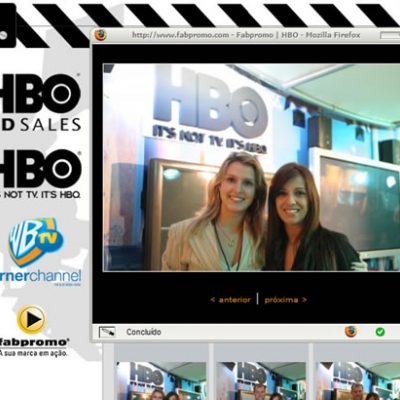 http://www.fabpromo.com - Fabpromo | HBO - Mozilla Firefox
HBO
IT'S NOT TV. IT'S HBO.
HBO
D SALES
HBO
S NOT TV. IT'S HBO.
WB
TV
rnerchannel
fabpromo
A sua marca em ação.
< anterior | próxima >
Concluído
HBO
HBO
HBO